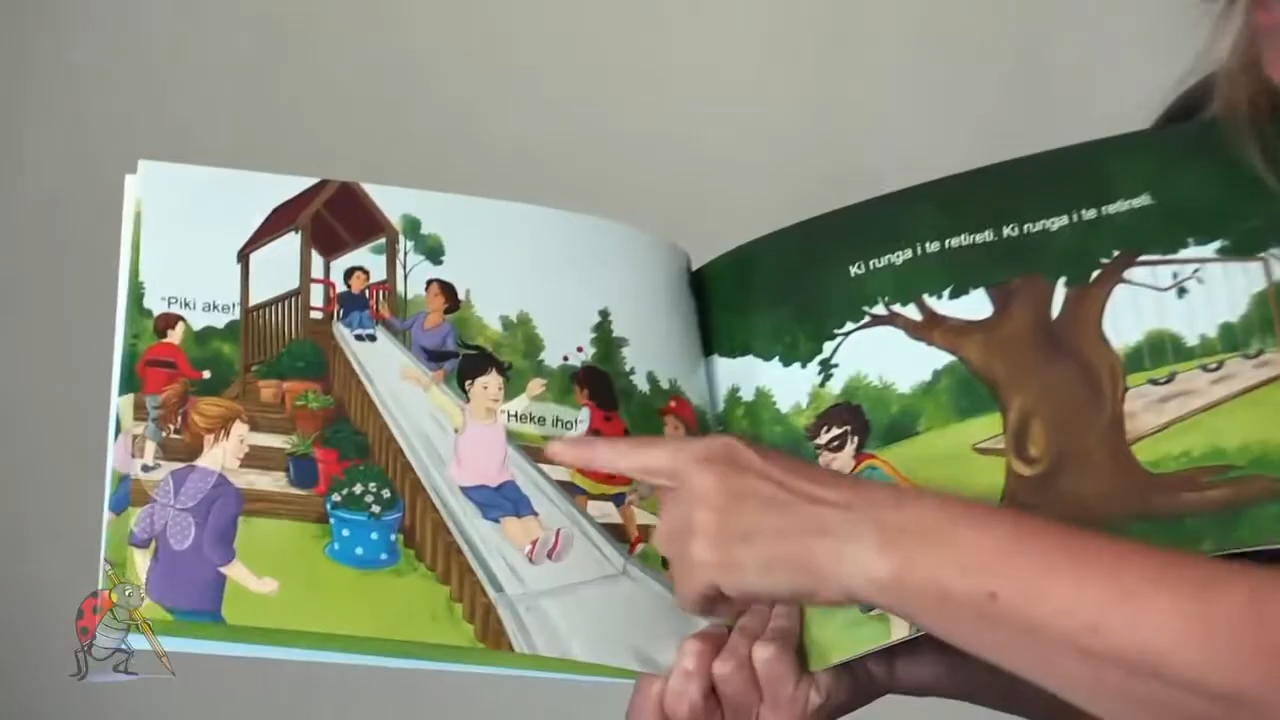 "Piki ake!"
"Heke iho!"
Ki runga i te retireti. Ki runga i te retireti.